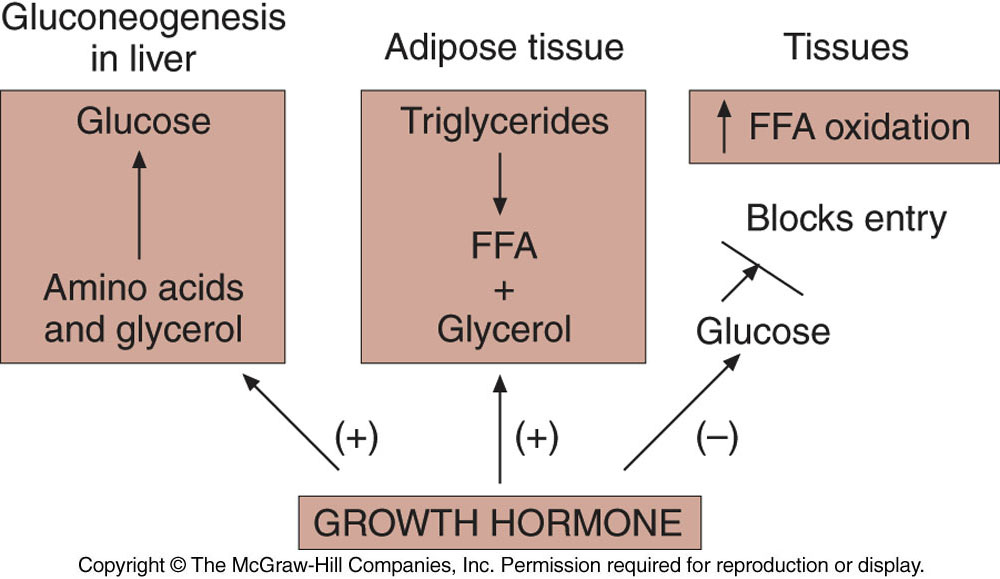 Gluconeogenesis
in liver
Glucose
Amino acids
and glycerol
Adipose tissue
Triglycerides
FFA
+
Glycerol
Tissues
FFA oxidation
Blocks entry
Glucose
(+)
(+)
(–)
GROWTH HORMONE
Copyright © The McGraw-Hill Companies, Inc. Permission required for reproduction or display.